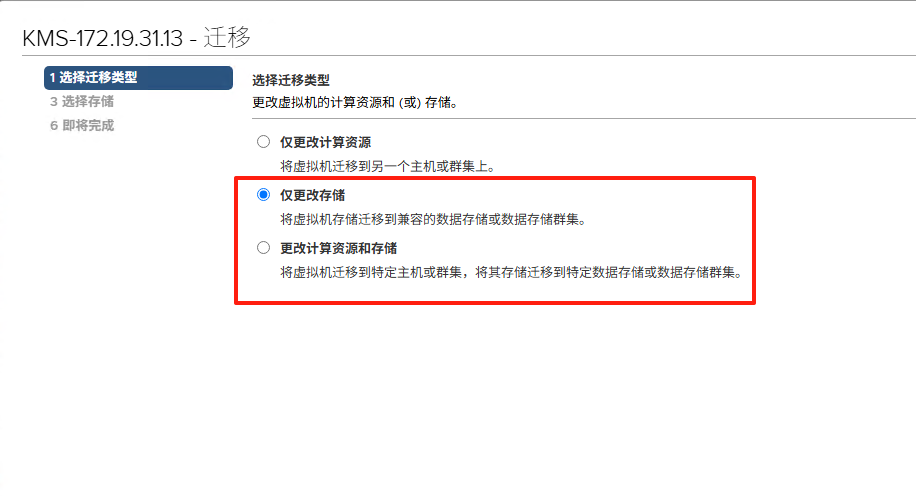 KMS-172.19.31.13 - 迁移
1 选择迁移类型
3 选择存储
6 即将完成
选择迁移类型
更改虚拟机的计算资源和 (或) 存储。
仅更改计算资源
将虚拟机迁移到另一个主机或群集上。
仅更改存储
将虚拟机存储迁移到兼容的数据存储或数据存储群集。
更改计算资源和存储
将虚拟机迁移到特定主机或群集，将其存储迁移到特定数据存储或数据存储群集。